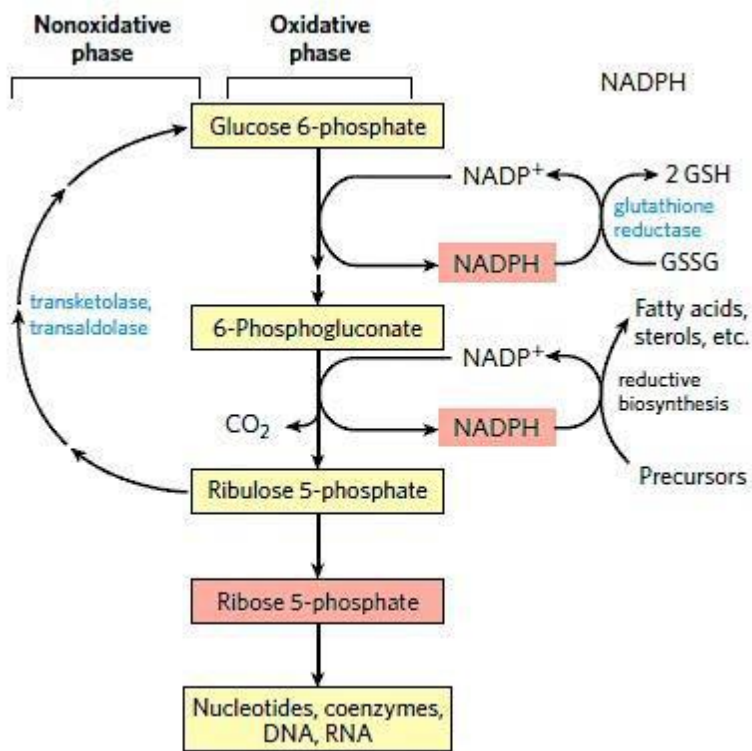 Nonoxidative
phase
Oxidative
phase
NADPH
Glucose 6-phosphate
NADP+
2 GSH
glutathione
reductase
NADPH
GSSG
transketolase,
transaldolase
6-Phosphogluconate
Fatty acids,
sterols, etc.
NADP+
reductive
biosynthesis
CO2
NADPH
Precursors
Ribulose 5-phosphate
Ribose 5-phosphate
Nucleotides, coenzymes,
DNA, RNA